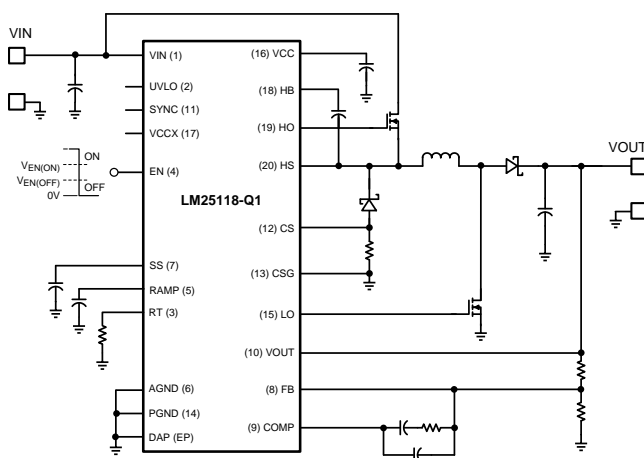 VIN
VIN (1)
UVLO (2)
SYNC (11)
VCCX (17)
EN (4)
ON
VEN(ON)
VEN(OFF)
OFF
0V
LM25118-Q1
SS (7)
RAMP (5)
RT (3)
AGND (6)
PGND (14)
DAP (EP)
(16) VCC
(18) HB
(19) HO
(20) HS
(12) CS
(13) CSG
(15) LO
(10) VOUT
(8) FB
(9) COMP
VOUT